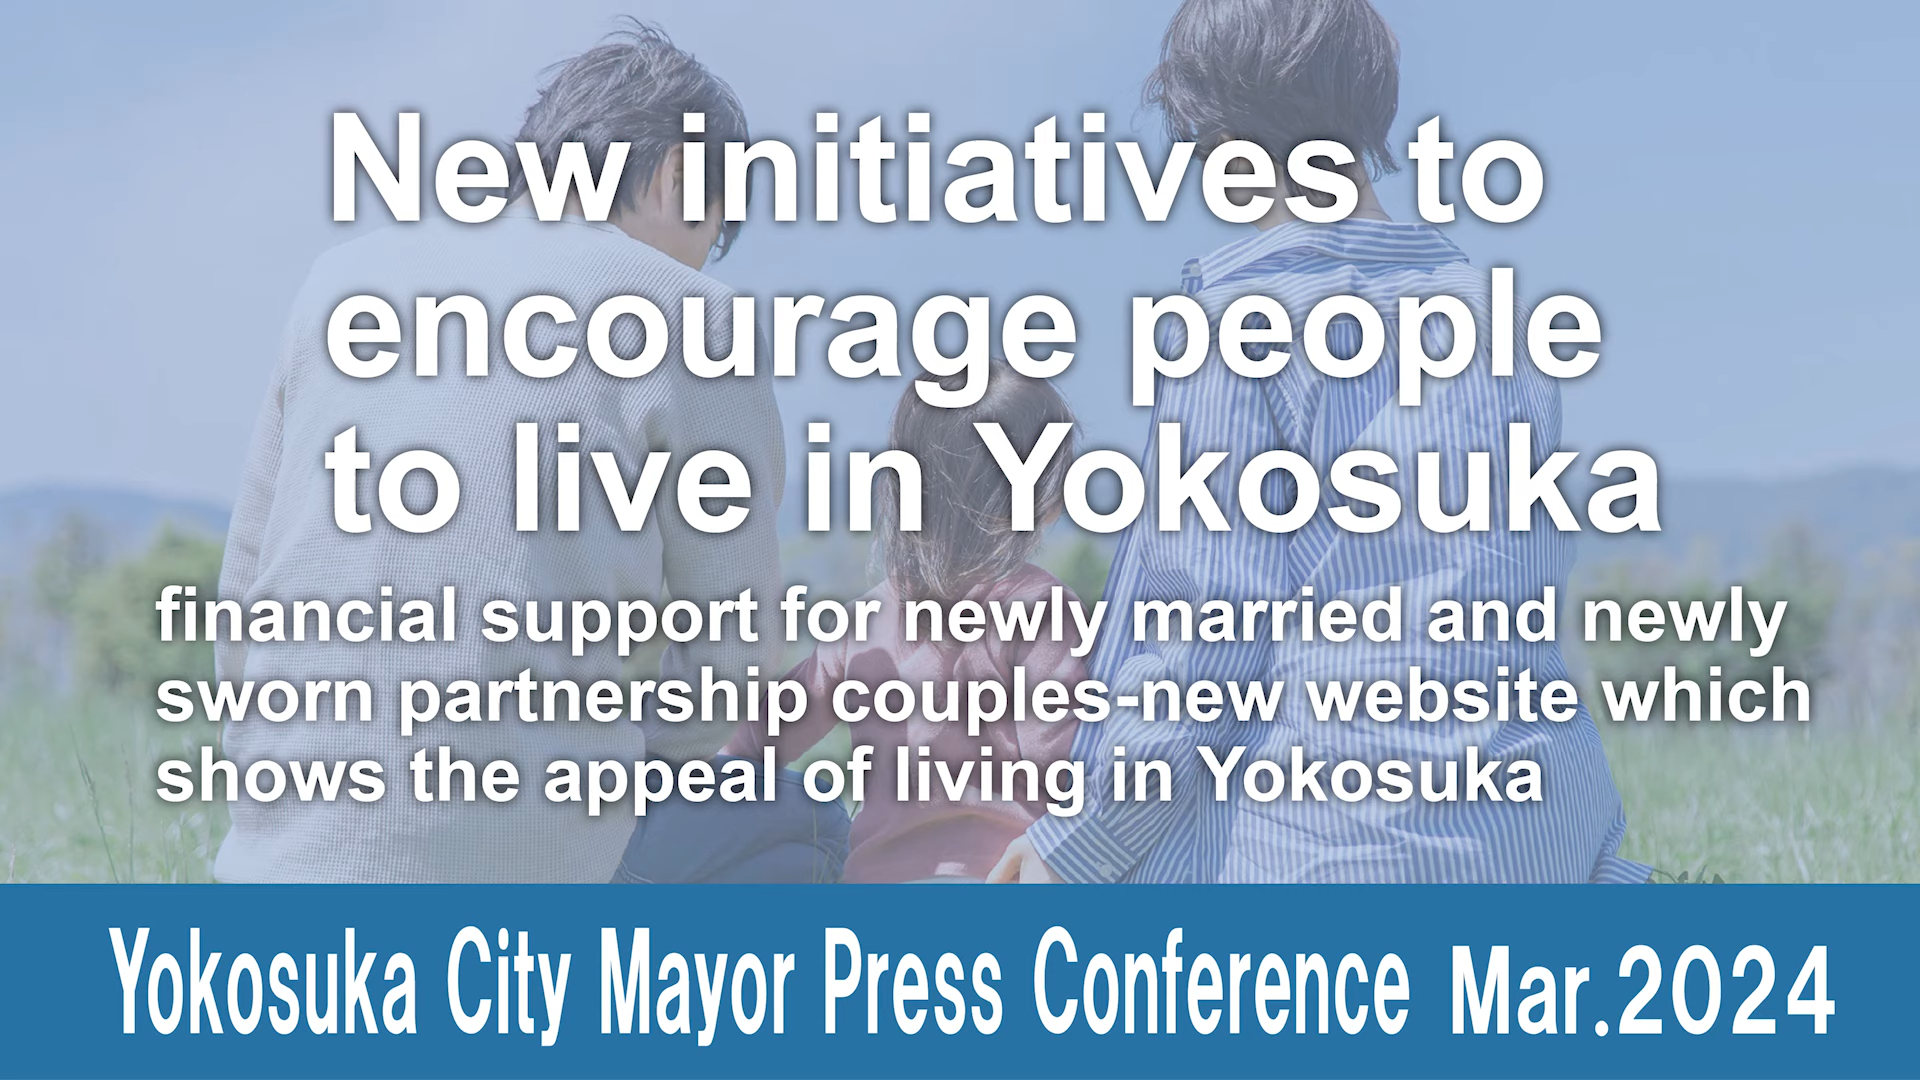 New initiatives to
encourage people
to live in Yokosuka
financial support for newly married and newly
sworn partnership couples-new website which
shows the appeal of living in Yokosuka
Yokosuka City Mayor Press Conference Mar.2024